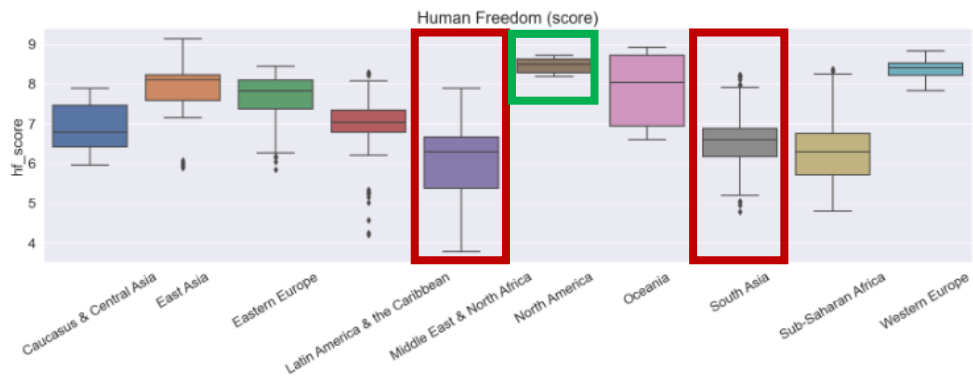 Human Freedom (score)
hf_score
9
8
7
6
5
4
Caucasus & Central Asia
East Asia
Eastern Europe
Latin America & the Caribbean
Middle East & North Africa
North America
Oceania
South Asia
Sub-Saharan Africa
Western Europe